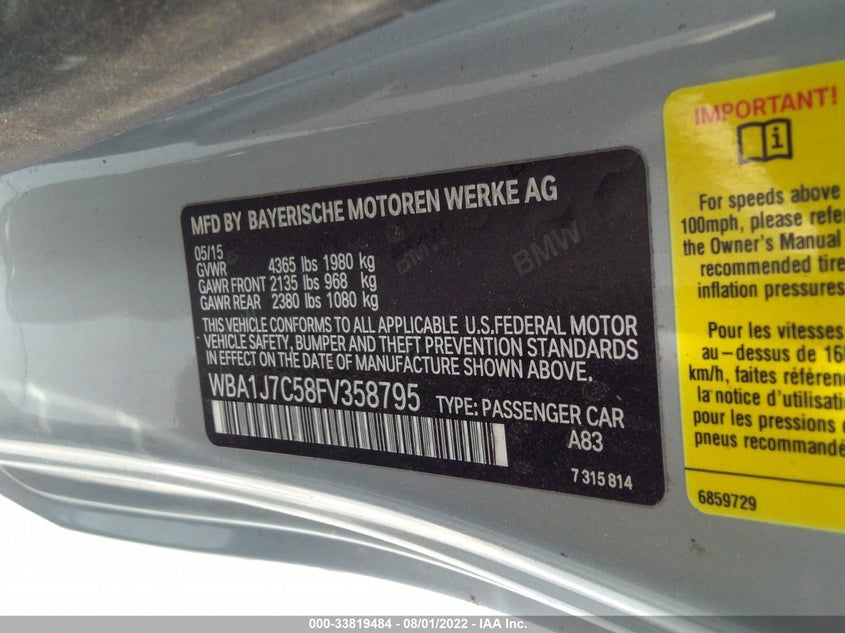 MFD BY BAYERISCHE MOTOREN WERKE AG
05/15
GVWR 4365 lbs 1980 kg
GAWR FRONT 2135 lbs 968 kg
GAWR REAR 2380 lbs 1080 kg
THIS VEHICLE CONFORMS TO ALL APPLICABLE U.S.FEDERAL MOTOR
VEHICLE SAFETY, BUMPER AND THEFT PREVENTION STANDARDS
IN EFFECT ON THE DATE OF MANUFACTURE SHOWN ABOVE.
WBA1J7C58FV358795 TYPE: PASSENGER CAR
A83
7 315 814
BMW
BMW
IMPORTANT!
For speeds above
100mph, please refer
the Owner's Manual
recommended tire
inflation pressures
Pour les vitesses
au-dessus de 16
km/h, faites référen
la notice d'utilisati
pour les pressions
pneus recommandé
6859729
000-33819484 - 08/01/2022 - IAA Inc.